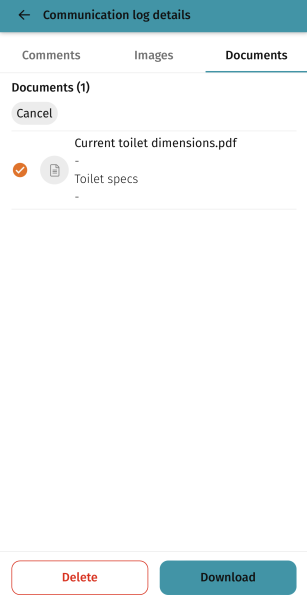 Communication log details
Comments Images Documents
Documents (1)
Cancel
Current toilet dimensions.pdf
-
Toilet specs
-
Delete Download